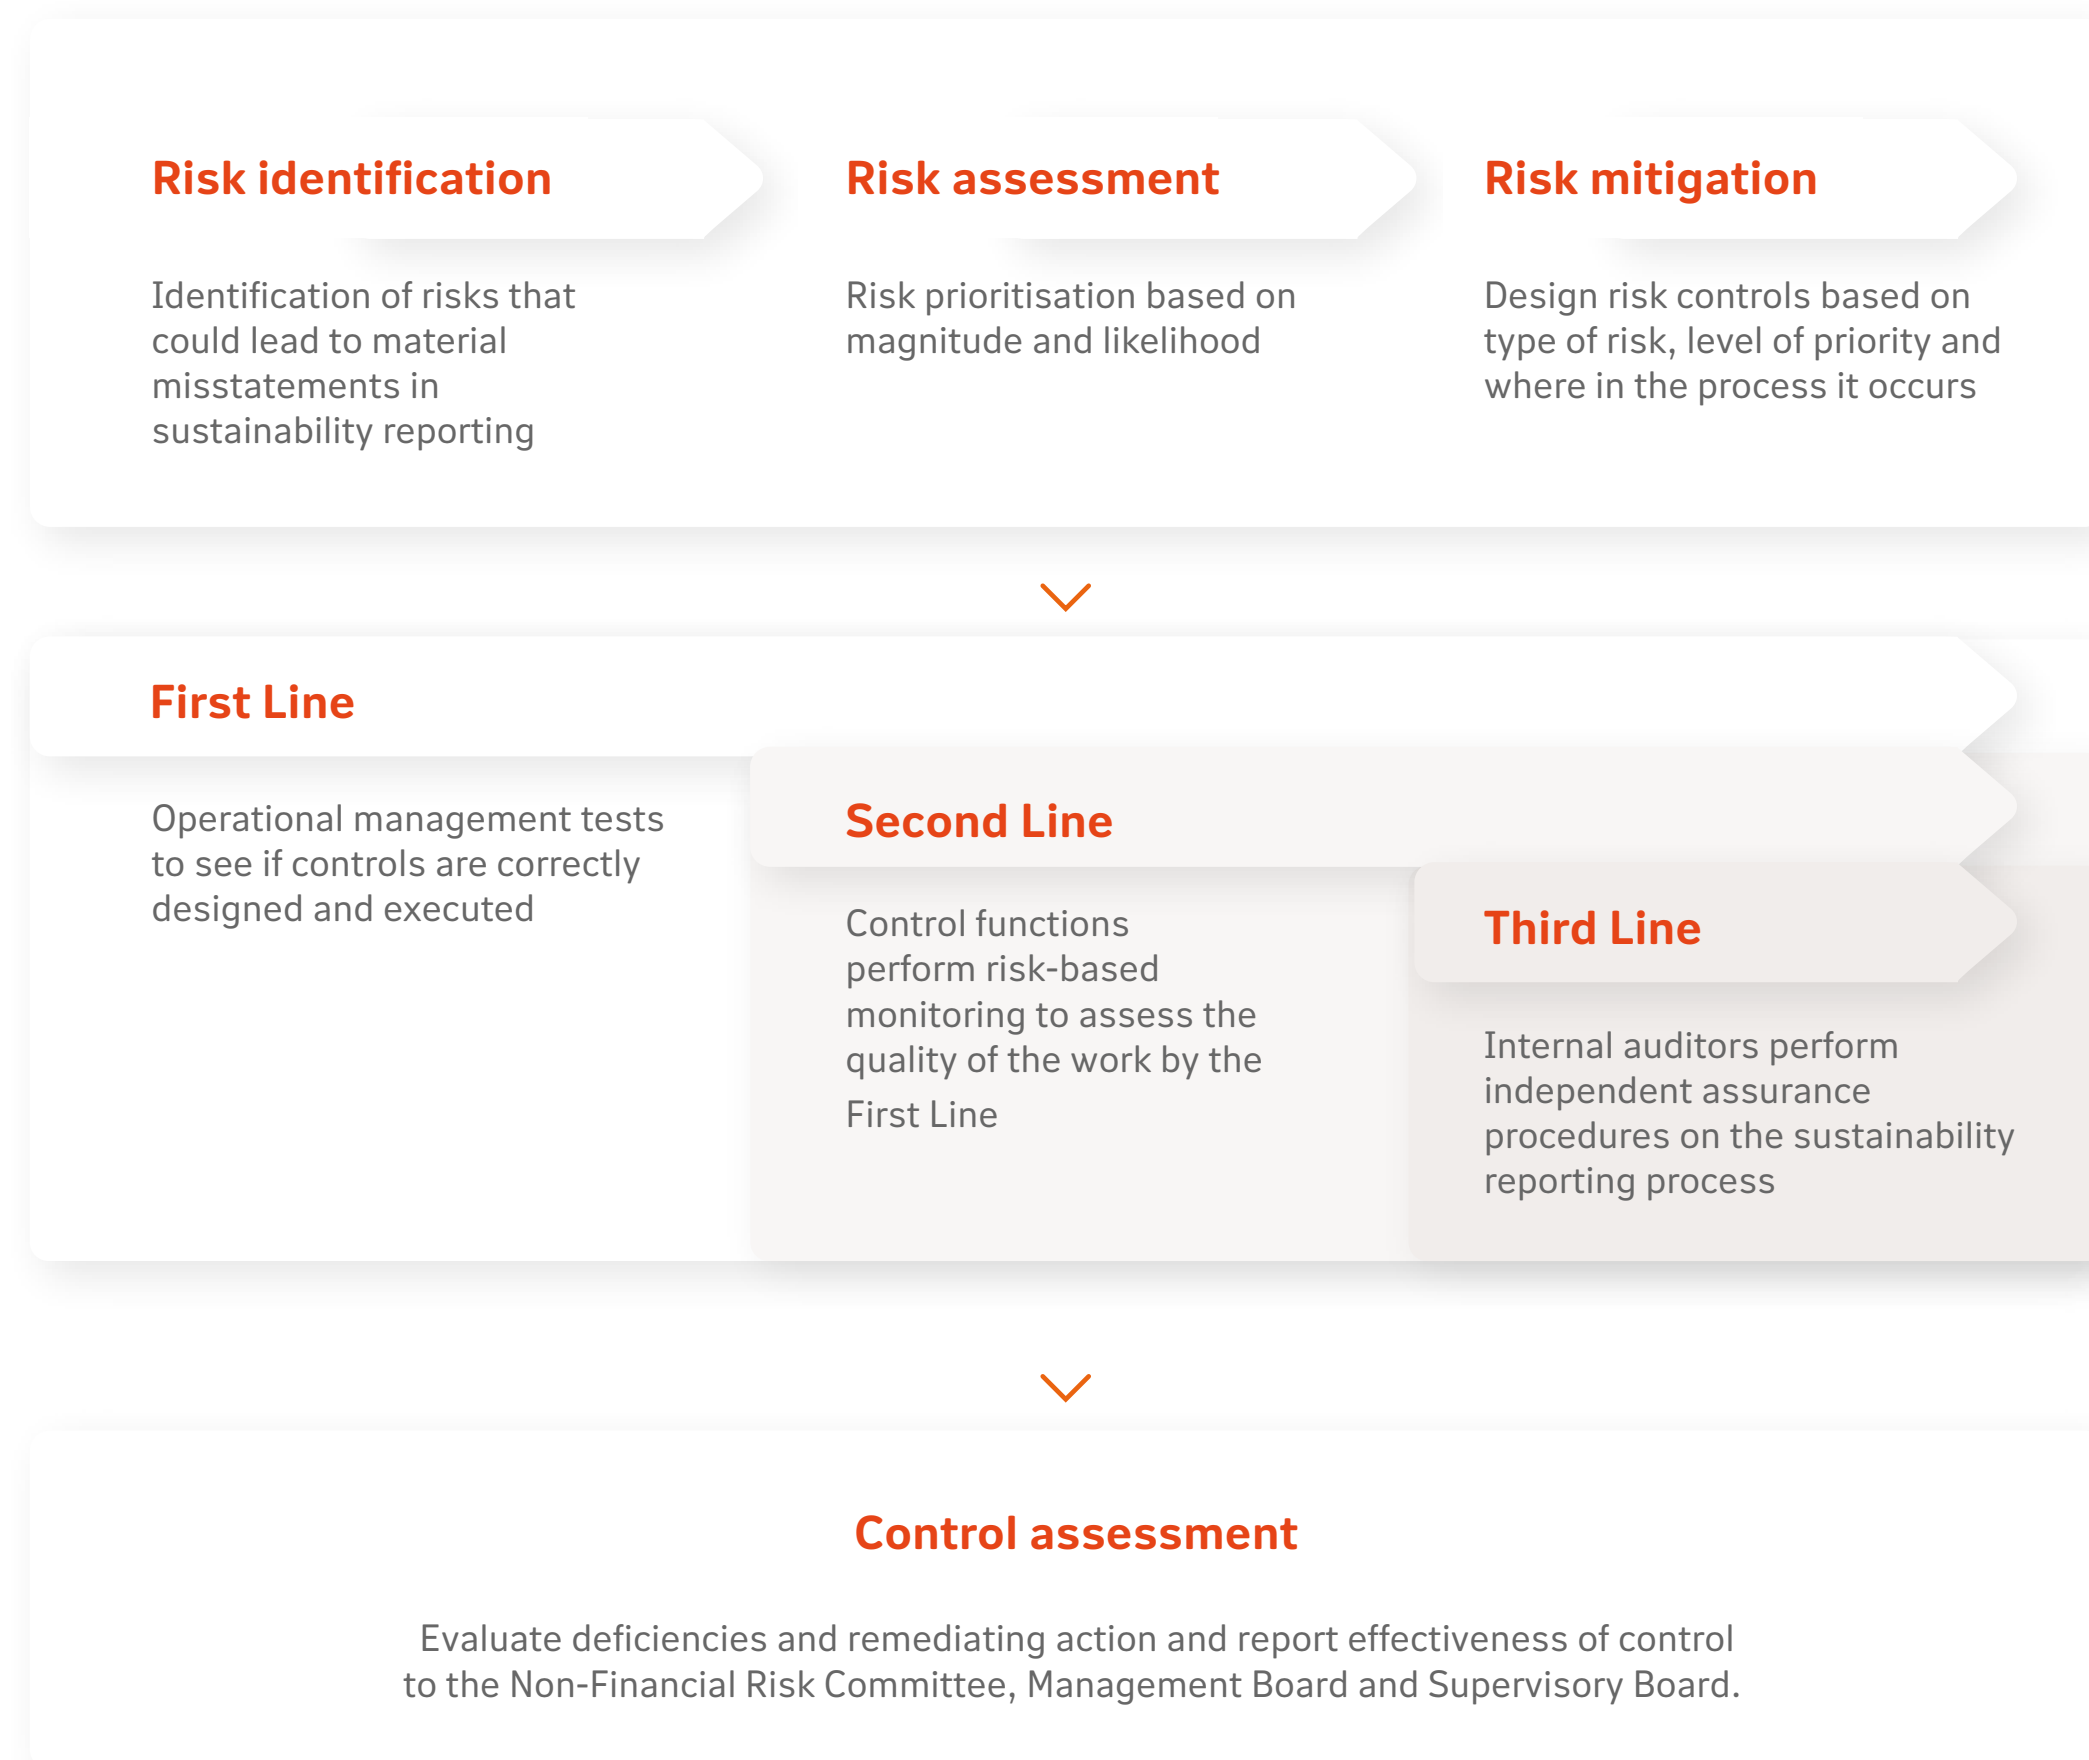 Risk identification
Identification of risks that
could lead to material
misstatements in
sustainability reporting
Risk assessment
Risk prioritisation based on
magnitude and likelihood
Risk mitigation
Design risk controls based on
type of risk, level of priority and
where in the process it occurs
First Line
Operational management tests
to see if controls are correctly
designed and executed
Second Line
Control functions
perform risk-based
monitoring to assess the
quality of the work by the
First Line
Third Line
Internal auditors perform
independent assurance
procedures on the sustainability
reporting process
Control assessment
Evaluate deficiencies and remediating action and report effectiveness of control
to the Non-Financial Risk Committee, Management Board and Supervisory Board.